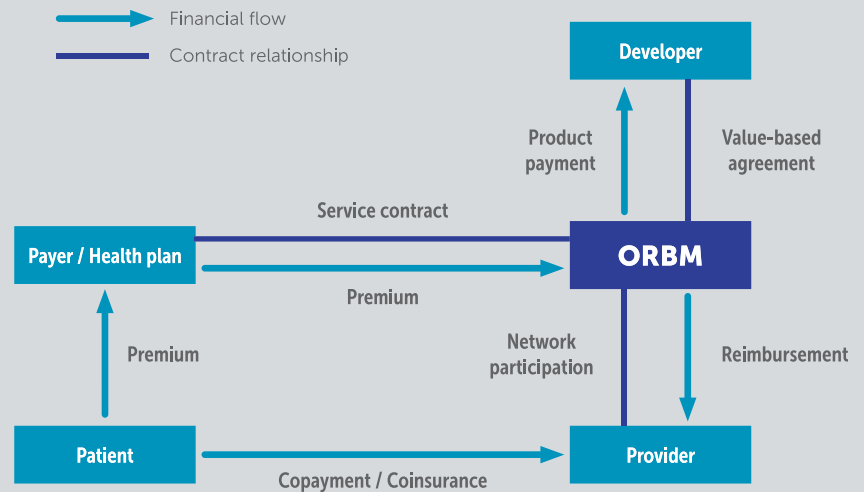 Financial flow
Contract relationship
Developer
Product
payment
Value-based
agreement
Service contract
Payer / Health plan
ORBM
Premium
Premium
Network
participation
Reimbursement
Patient
Provider
Copayment / Coinsurance